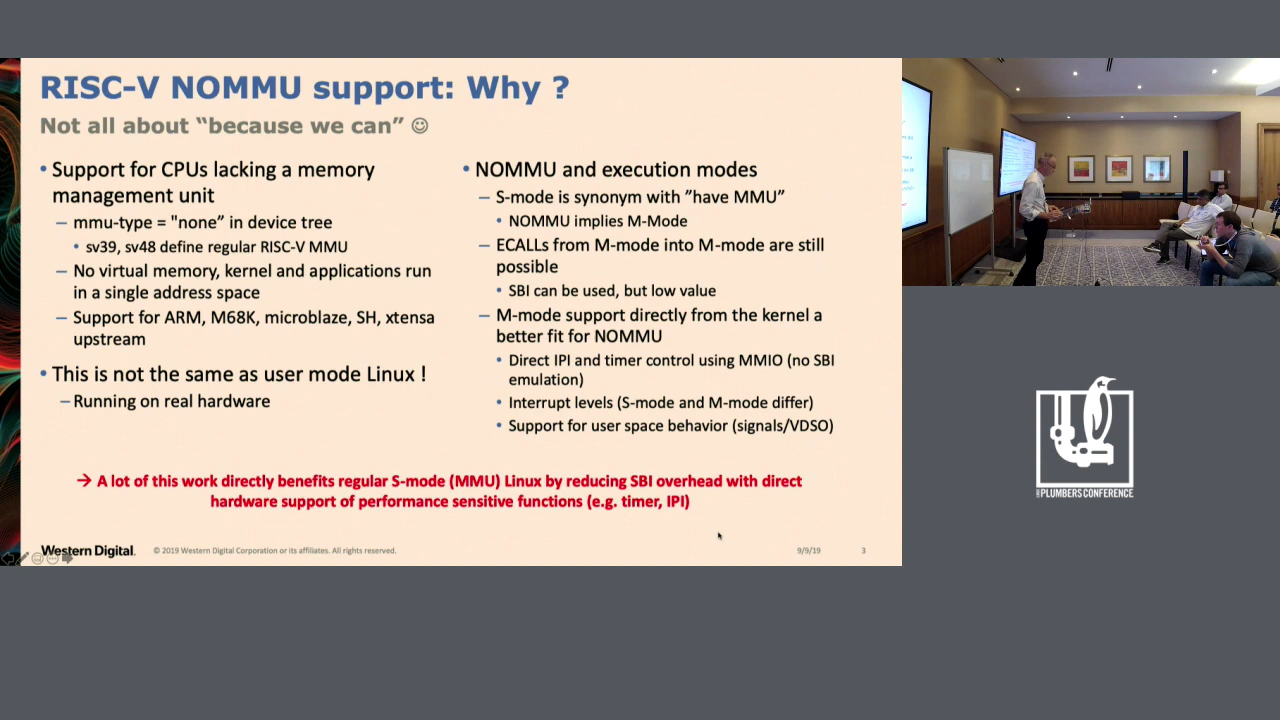 RISC-V NOMMU support: Why ?
Not all about “because we can” ☺
• Support for CPUs lacking a memory
management unit
– mmu-type = "none” in device tree
• sv39, sv48 define regular RISC-V MMU
– No virtual memory, kernel and applications run
in a single address space
– Support for ARM, M68K, microblaze, SH, xtensa
upstream
• This is not the same as user mode Linux !
– Running on real hardware
• NOMMU and execution modes
– S-mode is synonym with ”have MMU”
• NOMMU implies M-Mode
– ECALLs from M-mode into M-mode are still
possible
• SBI can be used, but low value
– M-mode support directly from the kernel a
better fit for NOMMU
• Direct IPI and timer control using MMIO (no SBI
emulation)
• Interrupt levels (S-mode and M-mode differ)
• Support for user space behavior (signals/VDSO)
→ A lot of this work directly benefits regular S-mode (MMU) Linux by reducing SBI overhead with direct
hardware support of performance sensitive functions (e.g. timer, IPI)
Western Digital.
© 2019 Western Digital Corporation or its affiliates. All rights reserved.
9/9/19
3
PLUMBERS CONFERENCE